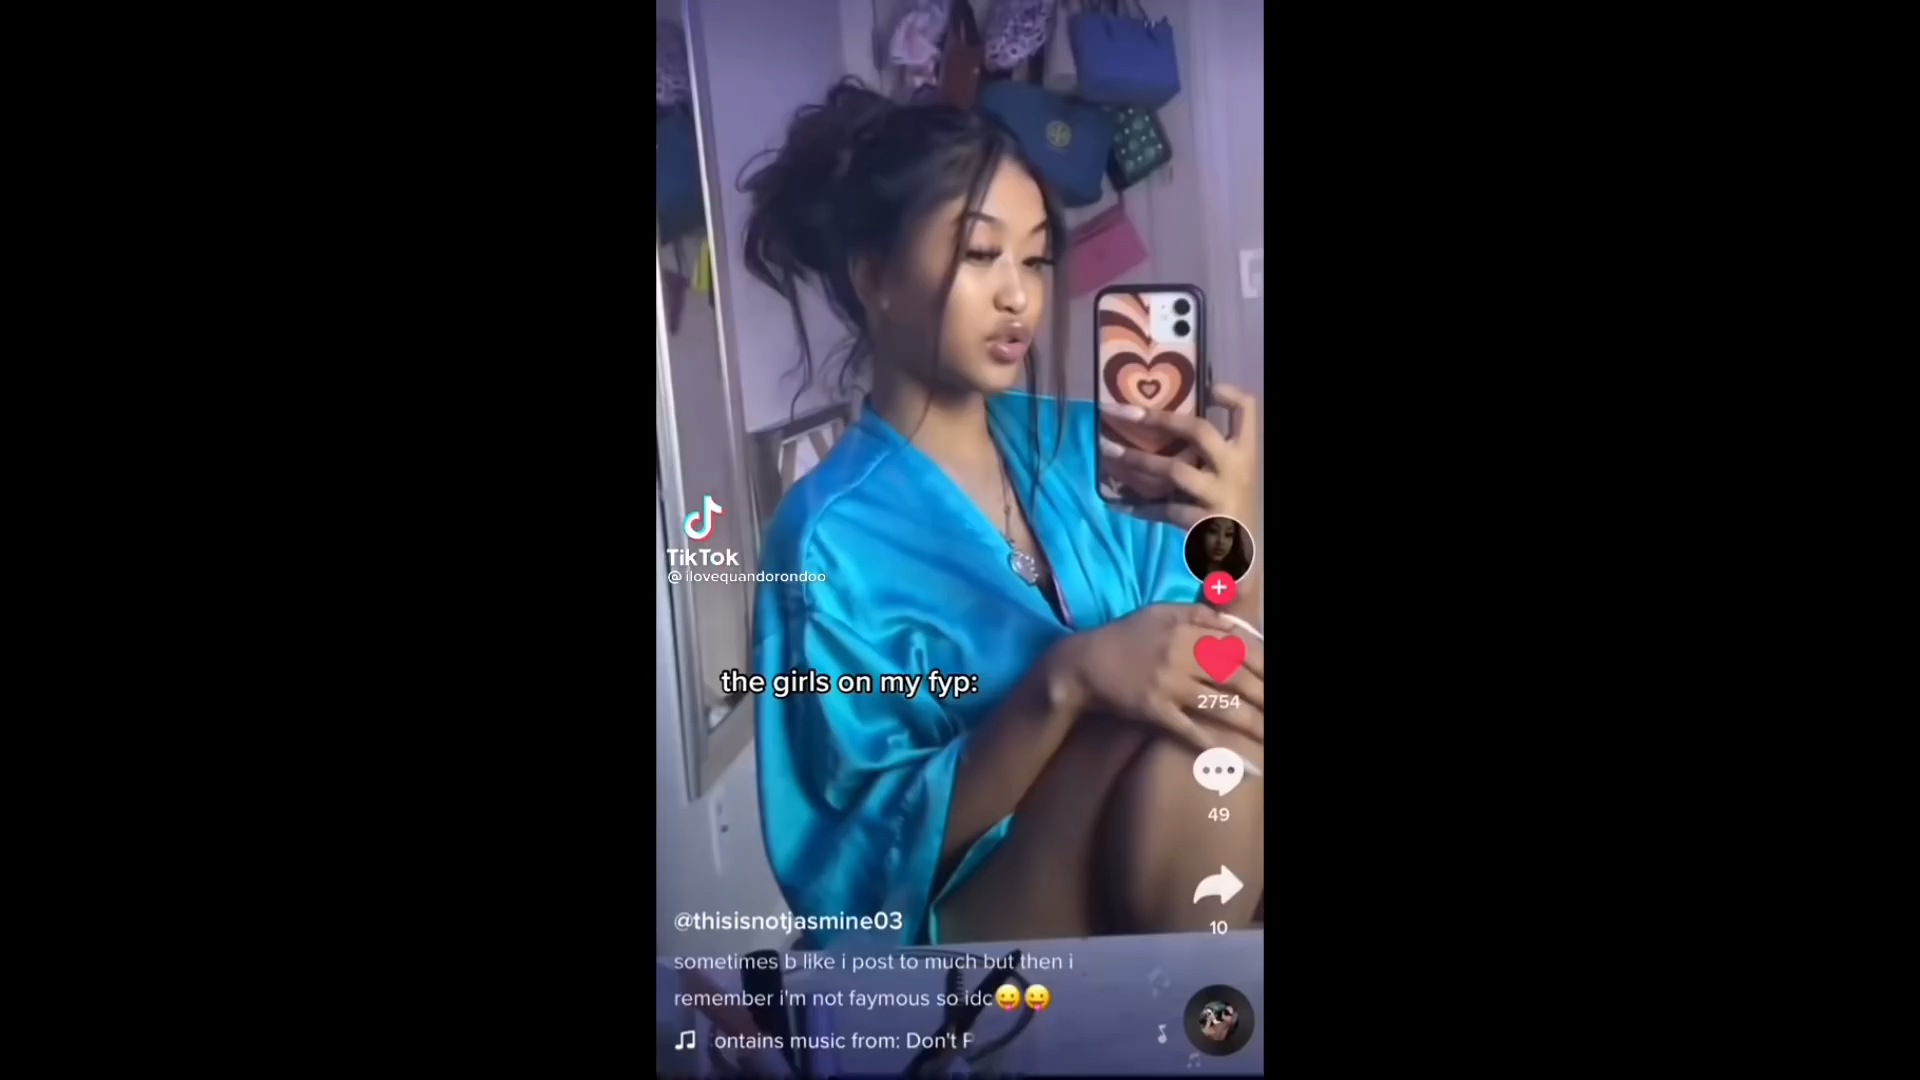 TikTok
@ilovequandorondoo
the girls on my fyp:
2754
49
10
@thisisnotjasmine03
sometimes b like i post to much but then i
remember i'm not faymous so idc😛😛
ontains music from: Don't